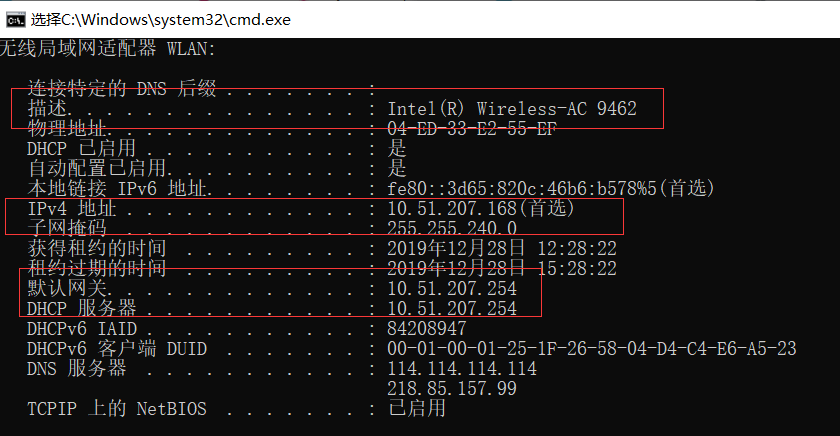 选择C:\Windows\system32\cmd.exe
无线局域网适配器 WLAN:
连接特定的 DNS 后缀 . . . . . . . :
描述. . . . . . . . . . . . . . . : Intel(R) Wireless-AC 9462
物理地址. . . . . . . . . . . . . : 04-ED-33-E2-55-EF
DHCP 已启用 . . . . . . . . . . . : 是
自动配置已启用. . . . . . . . . . : 是
本地链接 IPv6 地址. . . . . . . . : fe80::3d65:820c:46b6:b578%5(首选)
IPv4 地址 . . . . . . . . . . . . : 10.51.207.168(首选)
子网掩码 . . . . . . . . . . . . : 255.255.240.0
获得租约的时间 . . . . . . . . . : 2019年12月28日 12:28:22
租约过期的时间 . . . . . . . . . : 2019年12月28日 15:28:22
默认网关. . . . . . . . . . . . . : 10.51.207.254
DHCP 服务器 . . . . . . . . . . . : 10.51.207.254
DHCPv6 IAID . . . . . . . . . . . : 84208947
DHCPv6 客户端 DUID . . . . . . . : 00-01-00-01-25-1F-26-58-04-D4-C4-E6-A5-23
DNS 服务器 . . . . . . . . . . . : 114.114.114.114
218.85.157.99
TCPIP 上的 NetBIOS . . . . . . . : 已启用